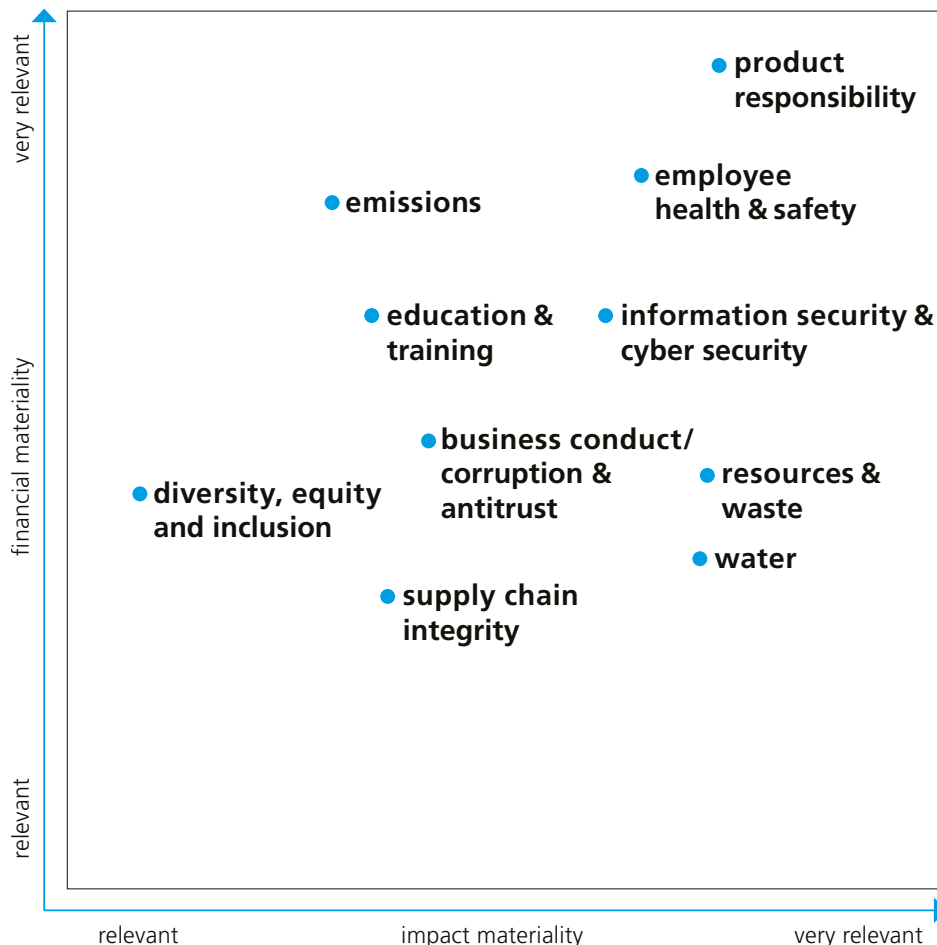 very relevant
product
responsibility
employee
health & safety
emissions
education &
training
information security &
cyber security
financial materiality
business conduct/
corruption &
antitrust
resources &
waste
diversity, equity
and inclusion
water
supply chain
integrity
relevant
relevant
impact materiality
very relevant